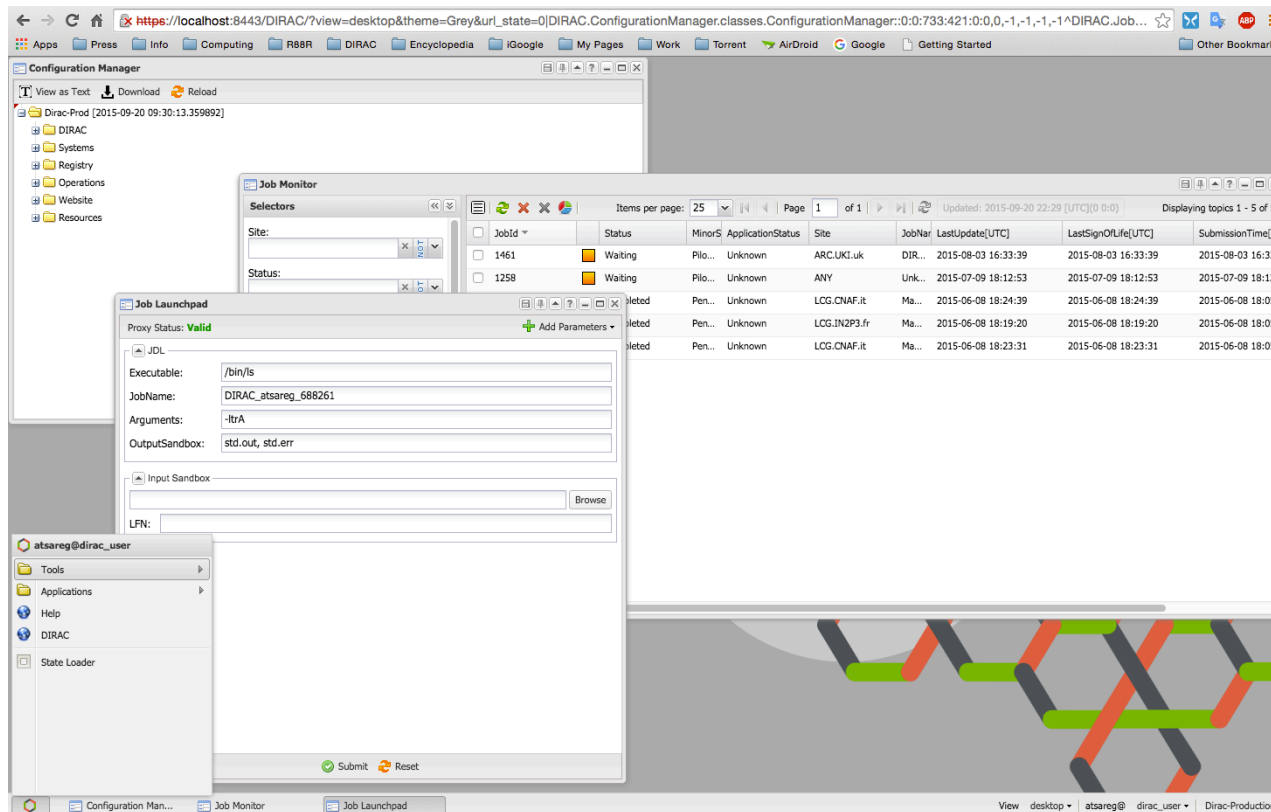 https://localhost:8443/DIRAC/?view=desktop&theme=Grey&url_state=0|DIRAC.ConfigurationManager.classes.ConfigurationManager::0:0:733:421:0:0,0,-1,-1,-1,-1^DIRAC.Job...
ABP
Apps Press Info Computing R88R DIRAC Encyclopedia iGoogle My Pages Work Torrent AirDroid Google Getting Started Other Bookmar
Configuration Manager
View as Text Download Reload
Dirac-Prod [2015-09-20 09:30:13.359892]
DIRAC
Systems
Registry
Operations
Website
Resources
Job Monitor
Selectors
Site:
NOT
Status:
NOT
Items per page: 25 Page 1 of 1 Updated: 2015-09-20 22:29 [UTC](0 0:0) Displaying topics 1 - 5 of
JobId Status MinorS ApplicationStatus Site JobNar LastUpdate[UTC] LastSignOfLife[UTC] SubmissionTime[
1461 Waiting Pilo... Unknown ARC.UKI.uk DIR... 2015-08-03 16:33:39 2015-08-03 16:33:39 2015-08-03 16:3
1258 Waiting Pilo... Unknown ANY Unk... 2015-07-09 18:12:53 2015-07-09 18:12:53 2015-07-09 18:1
pleted Pen... Unknown LCG.CNAF.it Ma... 2015-06-08 18:24:39 2015-06-08 18:24:39 2015-06-08 18:0
pleted Pen... Unknown LCG.IN2P3.fr Ma... 2015-06-08 18:19:20 2015-06-08 18:19:20 2015-06-08 18:0
pleted Pen... Unknown LCG.CNAF.it Ma... 2015-06-08 18:23:31 2015-06-08 18:23:31 2015-06-08 18:0
Job Launchpad
Proxy Status: Valid Add Parameters
JDL
Executable: /bin/ls
JobName: DIRAC_atsareg_688261
Arguments: -ltrA
OutputSandbox: std.out, std.err
Input Sandbox
Browse
LFN:
Submit Reset
atsareg@dirac_user
Tools
Applications
Help
DIRAC
State Loader
Configuration Man... Job Monitor Job Launchpad View desktop atsareg@ dirac_user Dirac-Productio